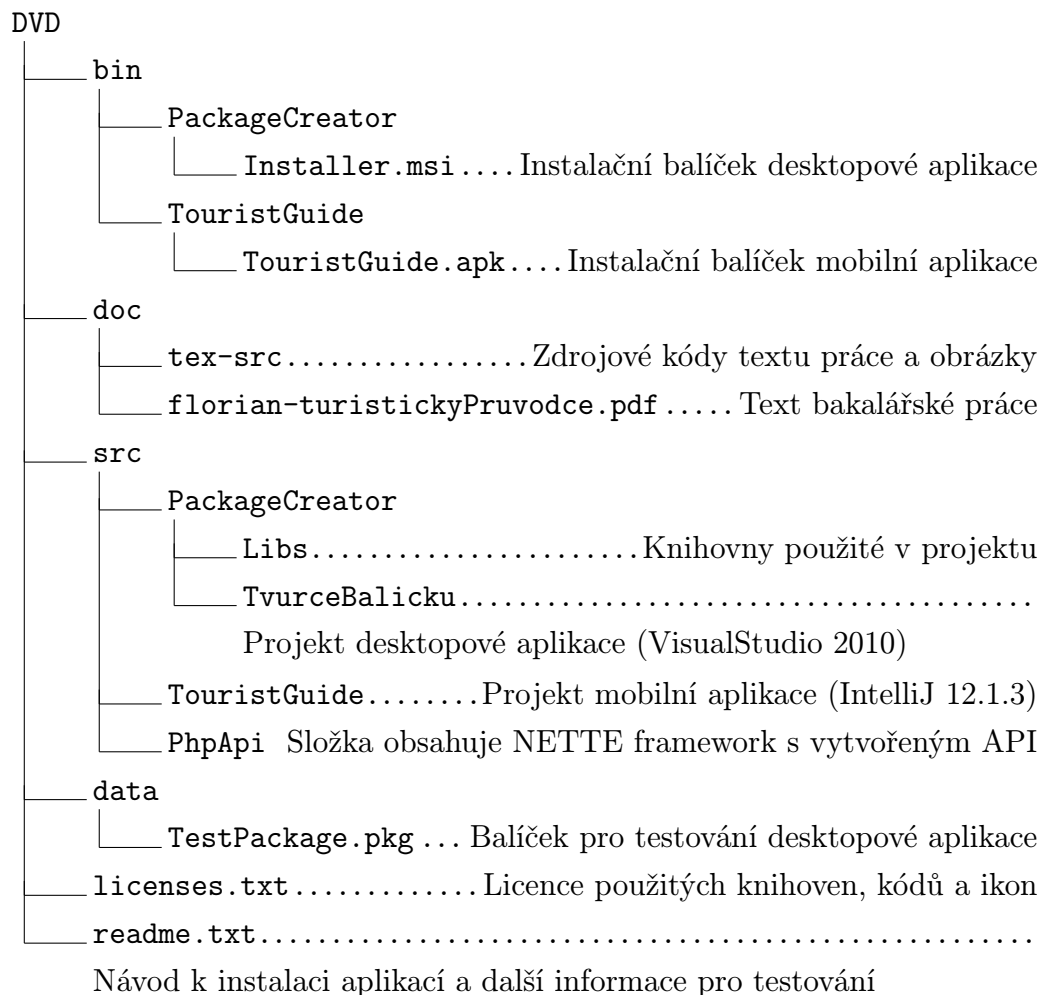 DVD
bin
PackageCreator
Installer.msi....Instalační balíček desktopové aplikace
TouristGuide
TouristGuide.apk....Instalační balíček mobilní aplikace
doc
tex-src.................Zdrojové kódy textu práce a obrázky
florian-turistickyPruvodce.pdf.....Text bakalářské práce
src
PackageCreator
Libs.......................Knihovny použité v projektu
TvurceBalicku........................................
Projekt desktopové aplikace (VisualStudio 2010)
TouristGuide........Projekt mobilní aplikace (IntelliJ 12.1.3)
PhpApi Složka obsahuje NETTE framework s vytvořeným API
data
TestPackage.pkg...Balíček pro testování desktopové aplikace
licenses.txt.............Licence použitých knihoven, kódů a ikon
readme.txt......................................................
Návod k instalaci aplikací a další informace pro testování